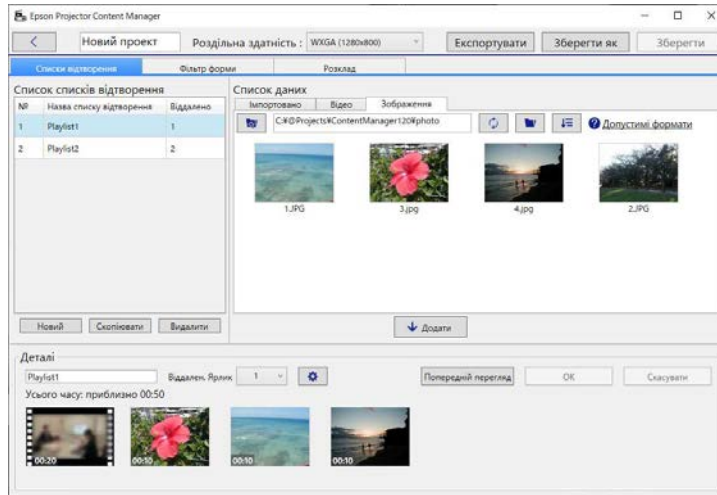 Epson Projector Content Manager
Новий проект Роздільна здатність : WXGA (1280x800) Експортувати Зберегти як Зберегти
Списки відтворення Фільтр форми Розклад
Список списків відтворення
№ Назва списку відтворення Віддалено
1 Playlist1 1
2 Playlist2 2
Новий Скопіювати Видалити
Список даних
Імпортовано Відео Зображення
C:¥@Projects¥ContentManager120¥photo Допустимі формати
1.JPG 3.jpg 4.jpg 2.JPG
Додати
Деталі
Playlist1 Віддален. Ярлик 1 Попередній перегляд OK Скасувати
Усього часу: приблизно 00:50
00:20 00:10 00:10 00:10